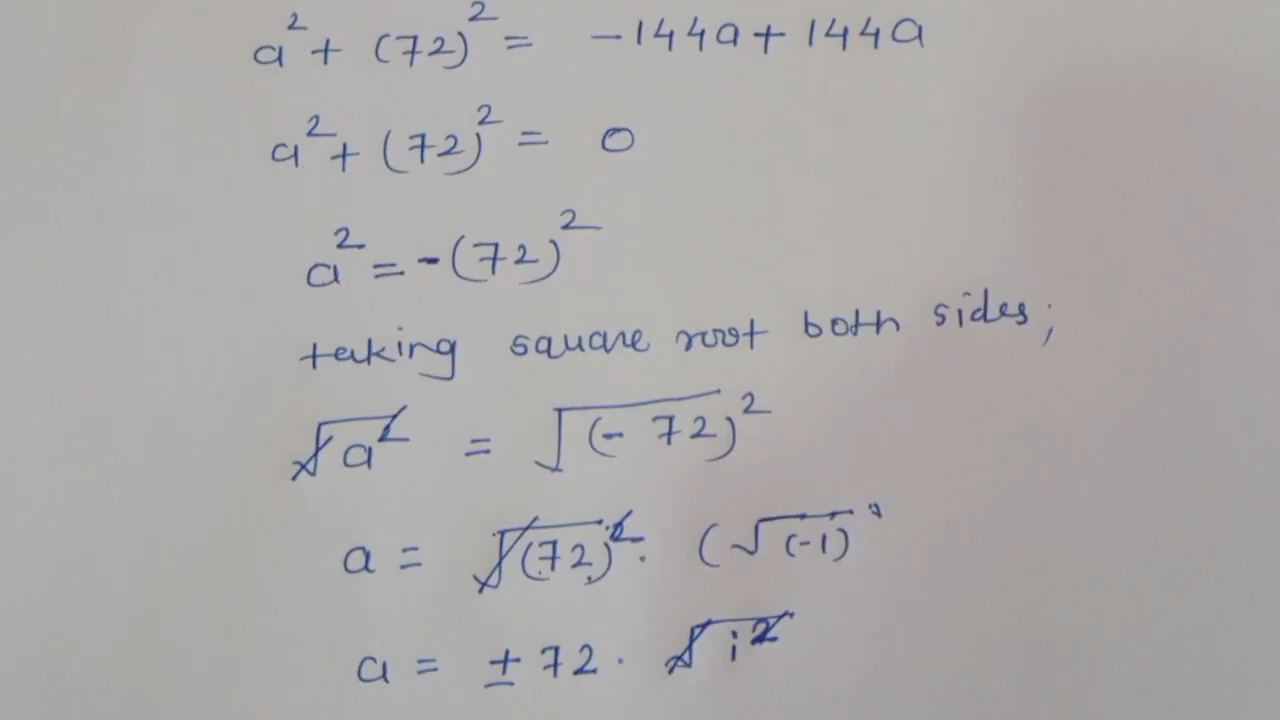 a² + (72)² = -144a + 144a
a² + (72)² = 0
a² = -(72)²
taking square root both sides;
√a² = √(- 72)²
a = √(72)² . (√(-1)
a = ± 72 . √i²